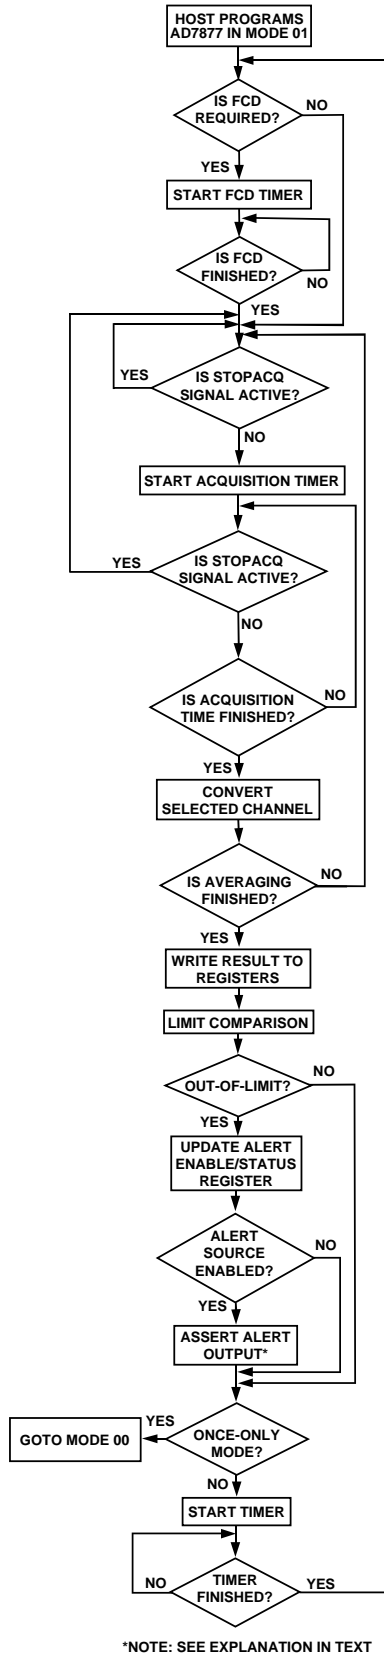 HOST PROGRAMS
AD7877 IN MODE 01
IS FCD
REQUIRED?
NO
YES
START FCD TIMER
IS FCD
FINISHED?
NO
YES
IS STOPACQ
SIGNAL ACTIVE?
YES
NO
START ACQUISITION TIMER
IS STOPACQ
SIGNAL ACTIVE?
YES
NO
IS ACQUISITION
TIME FINISHED?
NO
YES
CONVERT
SELECTED CHANNEL
IS AVERAGING
FINISHED?
NO
YES
WRITE RESULT TO
REGISTERS
LIMIT COMPARISON
OUT-OF-LIMIT?
NO
YES
UPDATE ALERT
ENABLE/STATUS
REGISTER
ALERT
SOURCE
ENABLED?
NO
YES
ASSERT ALERT
OUTPUT*
ONCE-ONLY
MODE?
YES
GOTO MODE 00
NO
START TIMER
TIMER
FINISHED?
NO
YES
*NOTE: SEE EXPLANATION IN TEXT